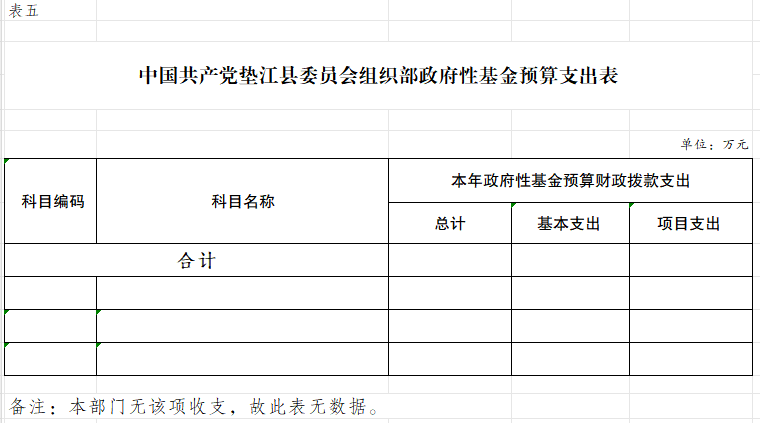 表五
中国共产党垫江县委员会组织部政府性基金预算支出表
单位：万元
科目编码 科目名称 本年政府性基金预算财政拨款支出
总计 基本支出 项目支出
合计
备注：本部门无该项收支，故此表无数据。